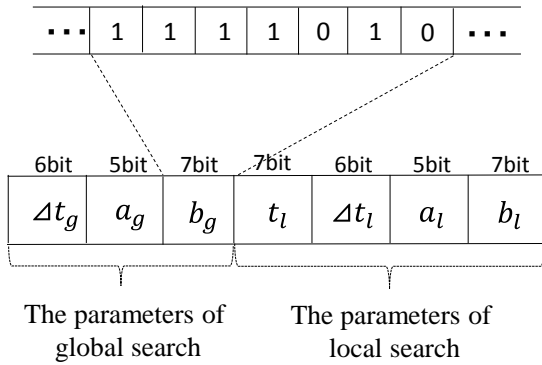 ⋯ 1 1 1 1 0 1 0 ⋯
6bit 5bit 7bit 7bit 6bit 5bit 7bit
⊿t_g a_g b_g t_l ⊿t_l a_l b_l
The parameters of global search
The parameters of local search